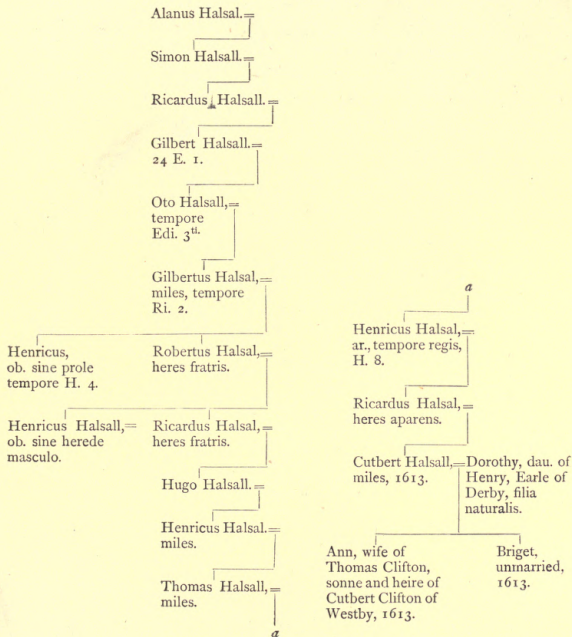 Alanus Halsal.=
Simon Halsall.=
Ricardus Halsall.=
Gilbert Halsall.=
24 E. 1.
Oto Halsall,=
tempore
Edi. 3ti.
Gilbertus Halsal,=
miles, tempore
Ri. 2.
Henricus,
ob. sine prole
tempore H. 4.
Robertus Halsal,=
heres fratris.
Henricus Halsall,=
ob. sine herede
masculo.
Ricardus Halsal,=
heres fratris.
Hugo Halsall.=
Henricus Halsal.=
miles.
Thomas Halsall,=
miles.
a
a
Henricus Halsal,=
ar., tempore regis,
H. 8.
Ricardus Halsal,=
heres aparens.
Cutbert Halsall,=
miles, 1613.
Dorothy, dau. of
Henry, Earle of
Derby, filia
naturalis.
Ann, wife of
Thomas Clifton,
sonne and heire of
Cutbert Clifton of
Westby, 1613.
Briget,
unmarried,
1613.